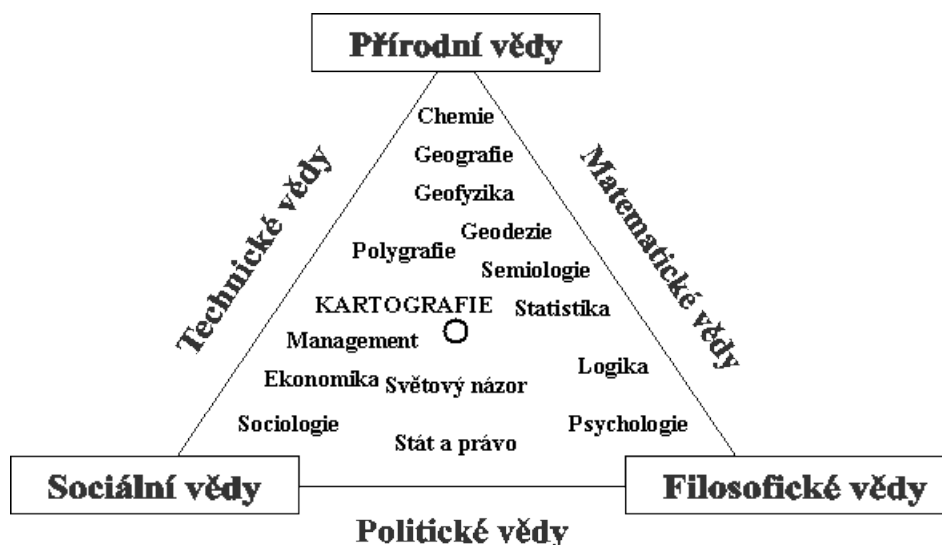 Přírodní vědy
Chemie
Geografie
Geofyzika
Geodezie
Polygrafie
Semiologie
KARTOGRAFIE
Statistika
Management
Logika
Ekonomika
Světový názor
Sociologie
Psychologie
Stát a právo
Technické vědy
Matematické vědy
Sociální vědy
Filosofické vědy
Politické vědy